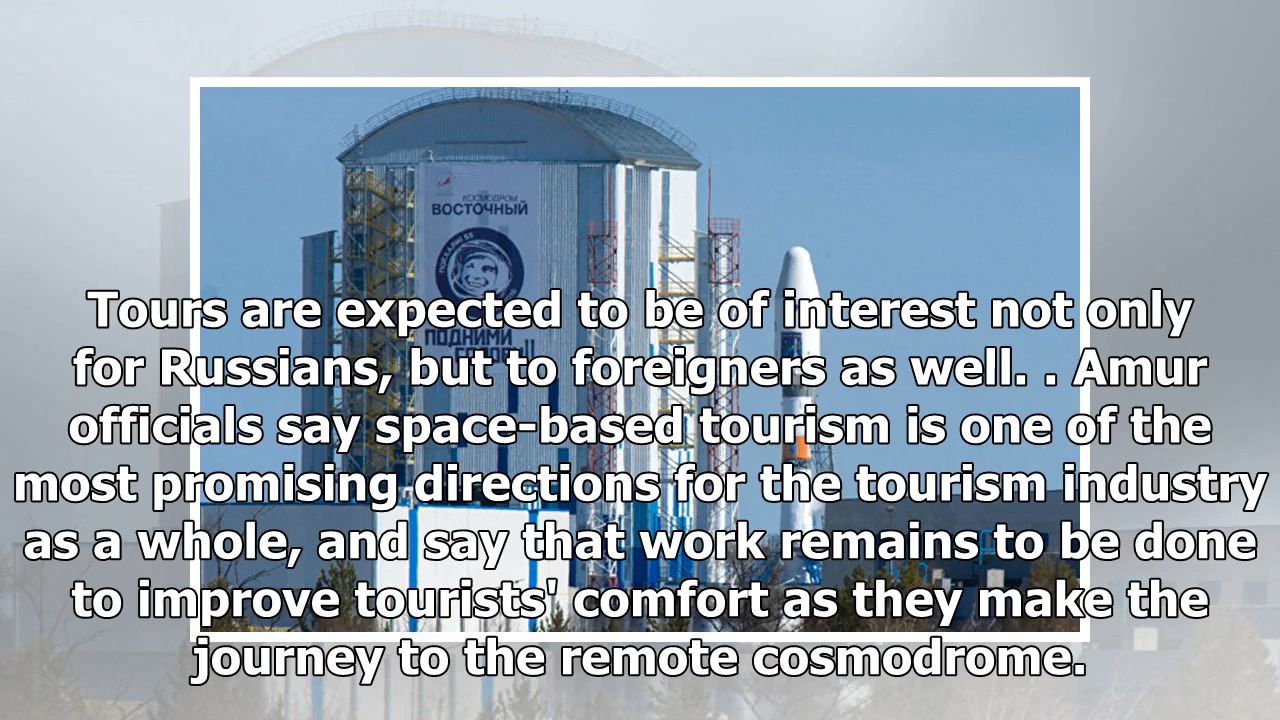 КОСМОДРОМ
ВОСТОЧНЫЙ
ПОЕХАЛИ!
ПОДНИМИ
Tours are expected to be of interest not only
for Russians, but to foreigners as well. . Amur
officials say space-based tourism is one of the
most promising directions for the tourism industry
as a whole, and say that work remains to be done
to improve tourists' comfort as they make the
journey to the remote cosmodrome.